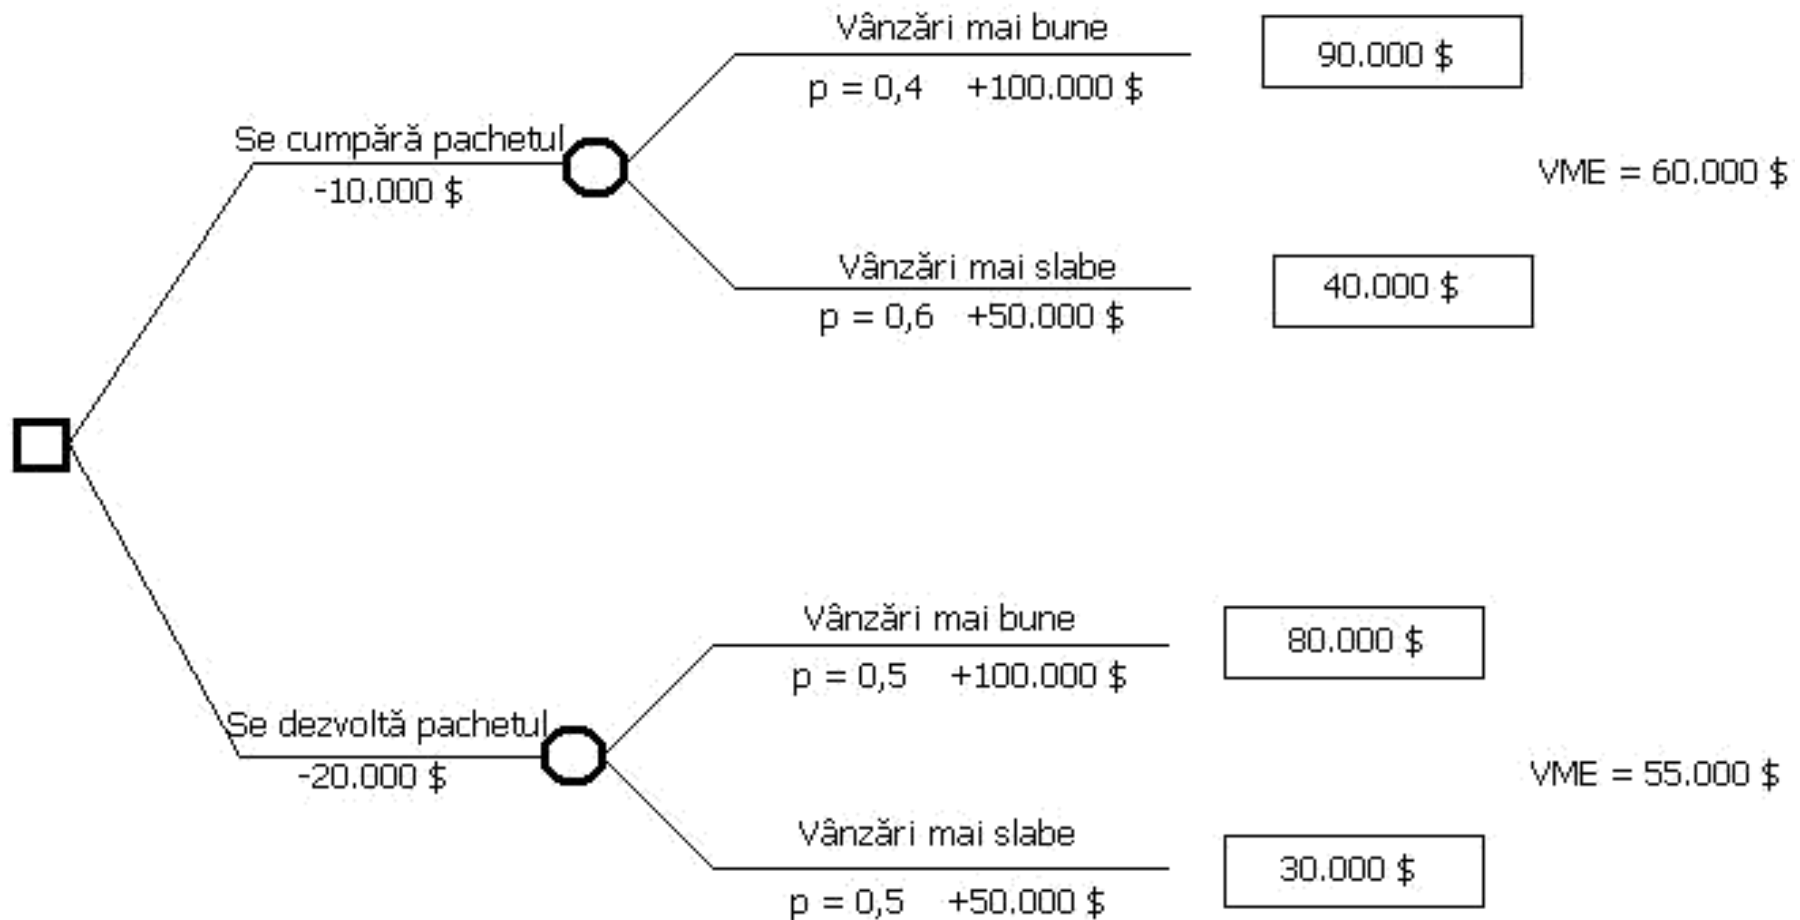 Vânzări mai bune
p = 0,4 +100.000 $
90.000 $
Se cumpără pachetul
-10.000 $
VME = 60.000 $
Vânzări mai slabe
p = 0,6 +50.000 $
40.000 $
Vânzări mai bune
p = 0,5 +100.000 $
80.000 $
Se dezvoltă pachetul
-20.000 $
VME = 55.000 $
Vânzări mai slabe
p = 0,5 +50.000 $
30.000 $